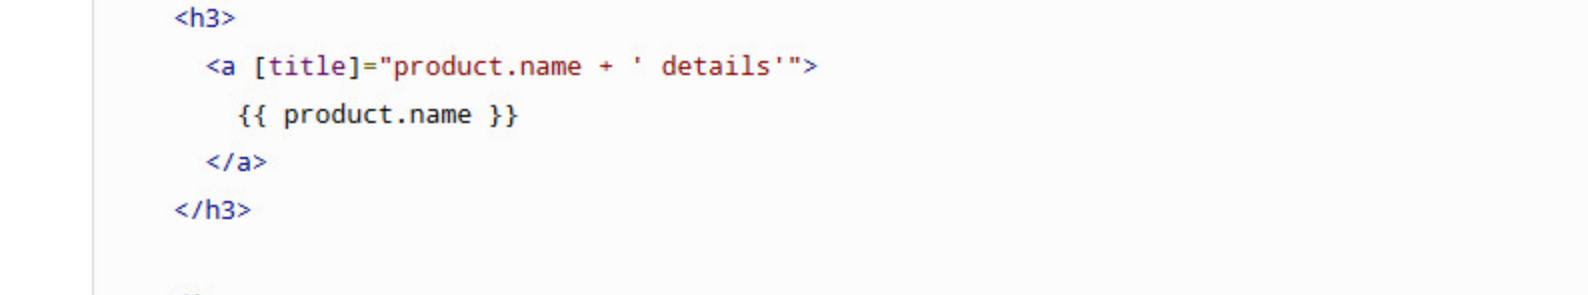 <h3>
<a [title]="product.name + ' details'">
{{ product.name }}
</a>
</h3>